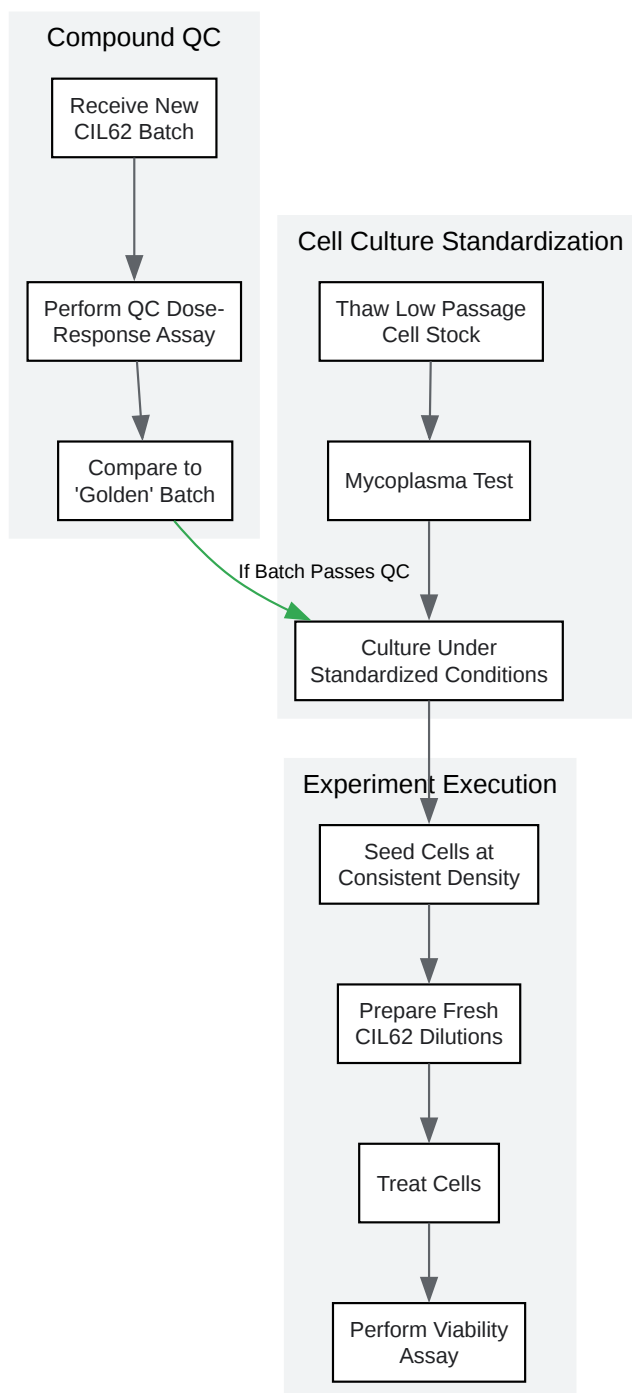 Compound QC
Receive New
CIL62 Batch
Perform QC Dose-
Response Assay
Compare to
'Golden' Batch
If Batch Passes QC
Cell Culture Standardization
Thaw Low Passage
Cell Stock
Mycoplasma Test
Culture Under
Standardized Conditions
Experiment Execution
Seed Cells at
Consistent Density
Prepare Fresh
CIL62 Dilutions
Treat Cells
Perform Viability
Assay